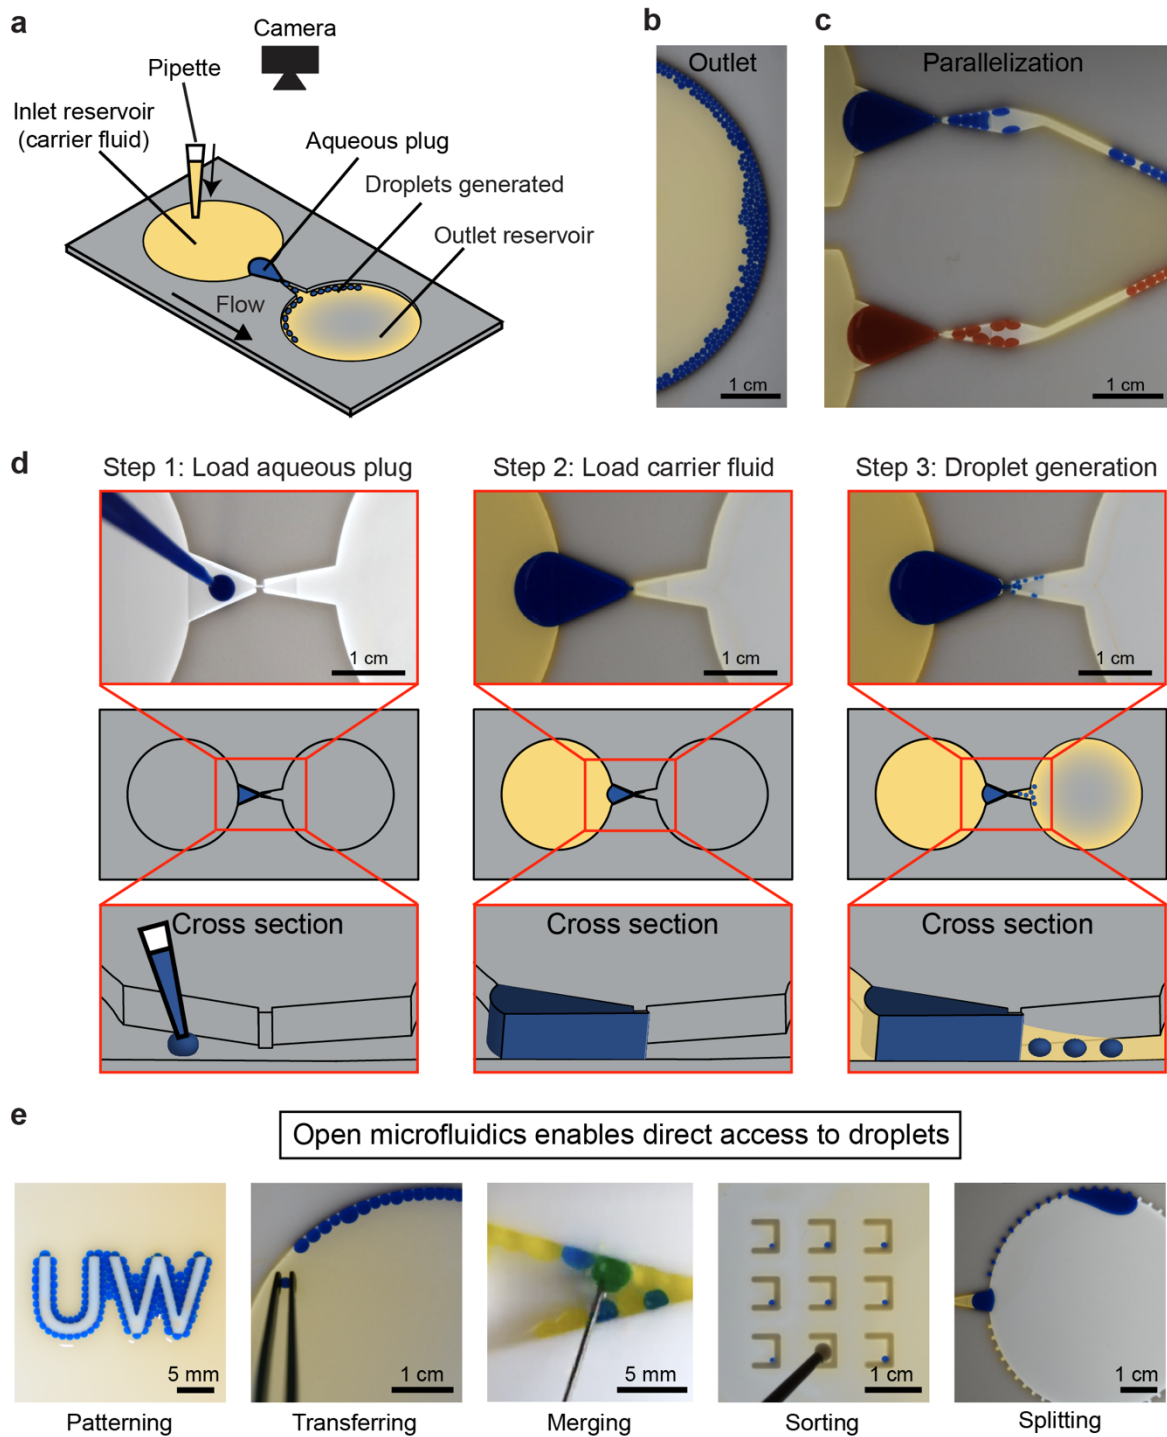 a
Camera
Pipette
Inlet reservoir
(carrier fluid)
Aqueous plug
Droplets generated
Outlet reservoir
Flow
b
Outlet
1 cm
c
Parallelization
1 cm
d
Step 1: Load aqueous plug
Step 2: Load carrier fluid
Step 3: Droplet generation
1 cm
1 cm
1 cm
Cross section
Cross section
Cross section
e
Open microfluidics enables direct access to droplets
UW
5 mm
1 cm
5 mm
1 cm
1 cm
Patterning
Transferring
Merging
Sorting
Splitting